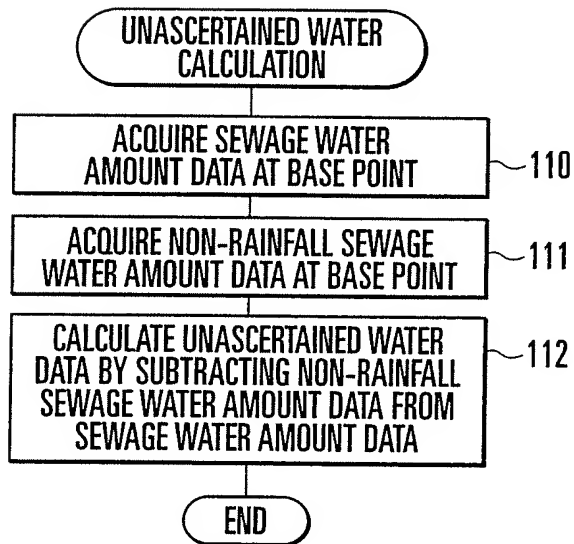 UNASCERTAINED WATER
CALCULATION
ACQUIRE SEWAGE WATER
AMOUNT DATA AT BASE POINT
110
ACQUIRE NON-RAINFALL SEWAGE
WATER AMOUNT DATA AT BASE POINT
111
CALCULATE UNASCERTAINED WATER
DATA BY SUBTRACTING NON-RAINFALL
SEWAGE WATER AMOUNT DATA FROM
SEWAGE WATER AMOUNT DATA
112
END